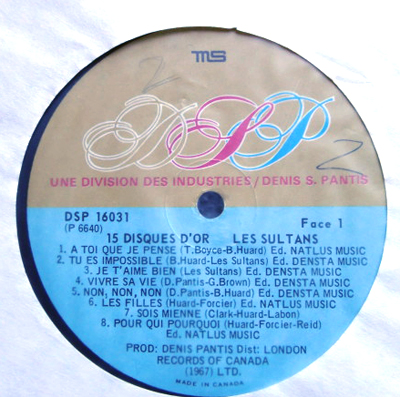 MS
2
DSP
2
UNE DIVISION DES INDUSTRIES/DENIS S. PANTIS
DSP 16031
(P 6640)
Face 1
15 DISQUES D'OR LES SULTANS
1. A TOI QUE JE PENSE (T.Boyce-B.Huard) Ed. NATLUS MUSIC
2. TU ES IMPOSSIBLE (B.Huard-Les Sultans) Ed. DENSTA MUSIC
3. JE T'AIME BIEN (Les Sultans) Ed. DENSTA MUSIC
4. VIVRE SA VIE (D.Pantis-G.Brown) Ed. DENSTA MUSIC
5. NON, NON, NON (D.Pantis-B.Huard) Ed. DENSTA MUSIC
6. LES FILLES (Huard-Forcier) Ed. NATLUS MUSIC
7. SOIS MIENNE (Clark-Huard-Labon)
8. POUR QUI POURQUOI (Huard-Forcier-Reid)
Ed. NATLUS MUSIC
PROD: DENIS PANTIS Dist: LONDON
RECORDS OF CANADA
(1967) LTD.
MADE IN CANADA